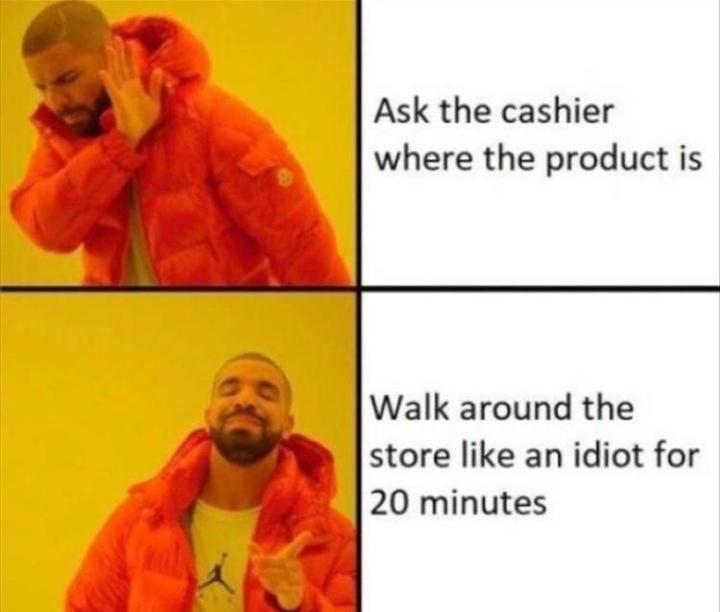 Ask the cashier
where the product is
Walk around the
store like an idiot for
20 minutes